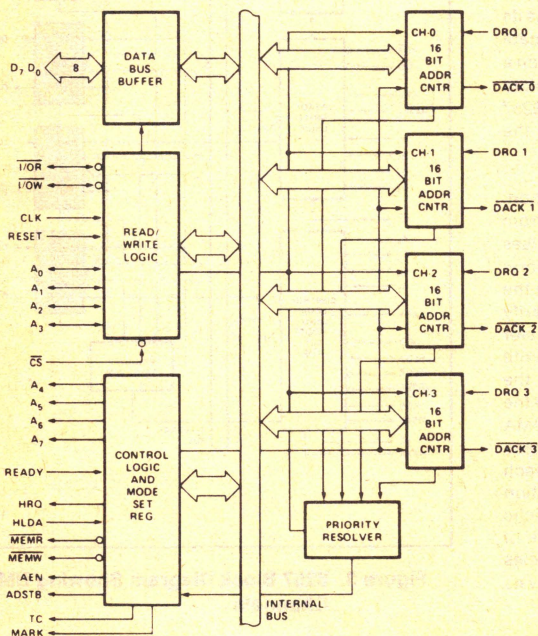 D₇ D₀
8
DATA
BUS
BUFFER
I/OR
I/OW
CLK
RESET
A₀
A₁
A₂
A₃
READ/
WRITE
LOGIC
CS
A₄
A₅
A₆
A₇
READY
HRQ
HLDA
MEMR
MEMW
AEN
ADSTB
TC
MARK
CONTROL
LOGIC
AND
MODE
SET
REG
INTERNAL
BUS
CH-0
16
BIT
ADDR
CNTR
DRQ 0
DACK 0
CH-1
16
BIT
ADDR
CNTR
DRQ 1
DACK 1
CH-2
16
BIT
ADDR
CNTR
DRQ 2
DACK 2
CH-3
16
BIT
ADDR
CNTR
DRQ 3
DACK 3
PRIORITY
RESOLVER